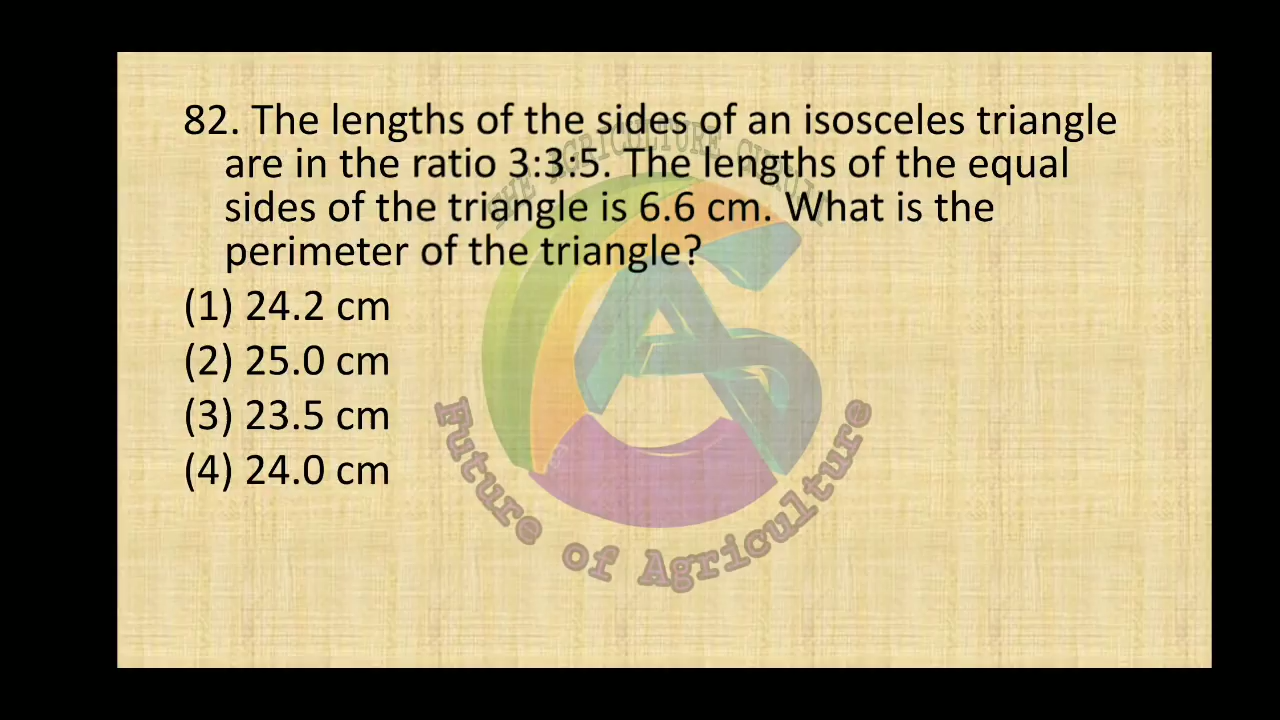 82. The lengths of the sides of an isosceles triangle
are in the ratio 3:3:5. The lengths of the equal
sides of the triangle is 6.6 cm. What is the
perimeter of the triangle?
(1) 24.2 cm
(2) 25.0 cm
(3) 23.5 cm
(4) 24.0 cm
Future of Agriculture